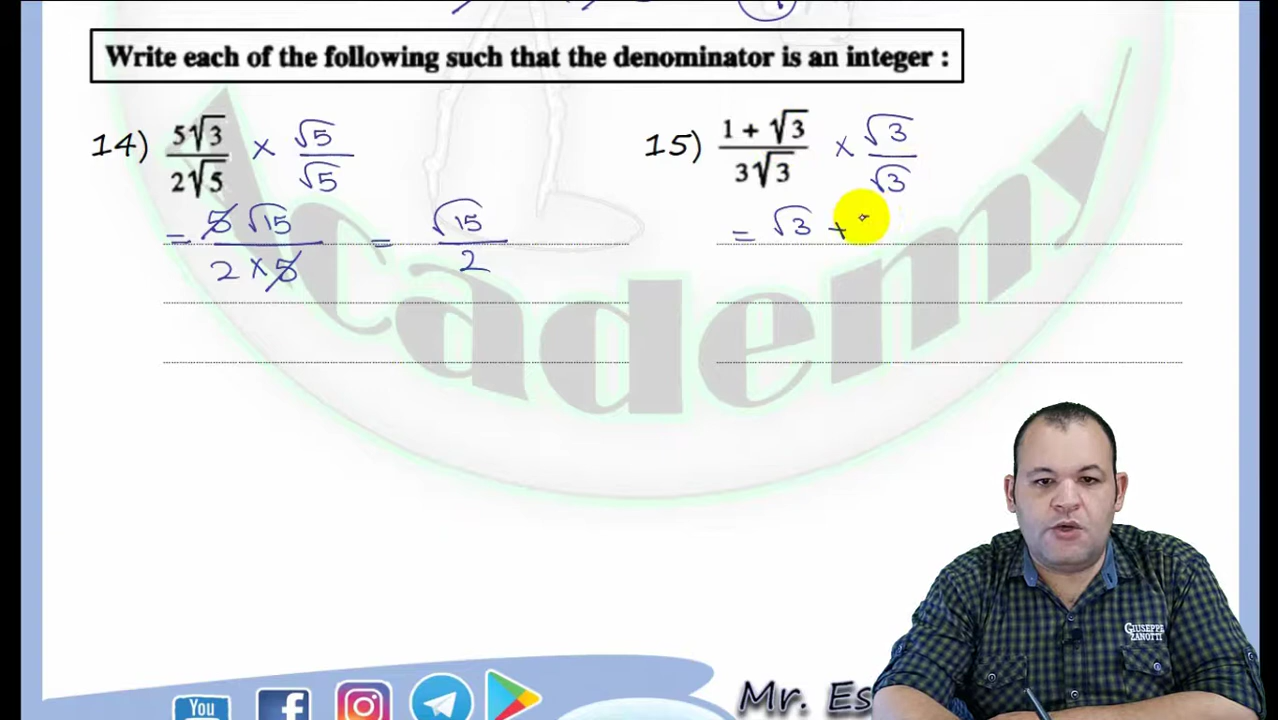 Write each of the following such that the denominator is an integer :
14) 5√3 / 2√5 × √5 / √5
= 5 √15 / 2 × 5 = √15 / 2
15) 1 + √3 / 3√3 × √3 / √3
= √3 +
cademy
GIUSEPPE
ZANOTTI
You
Mr. Es